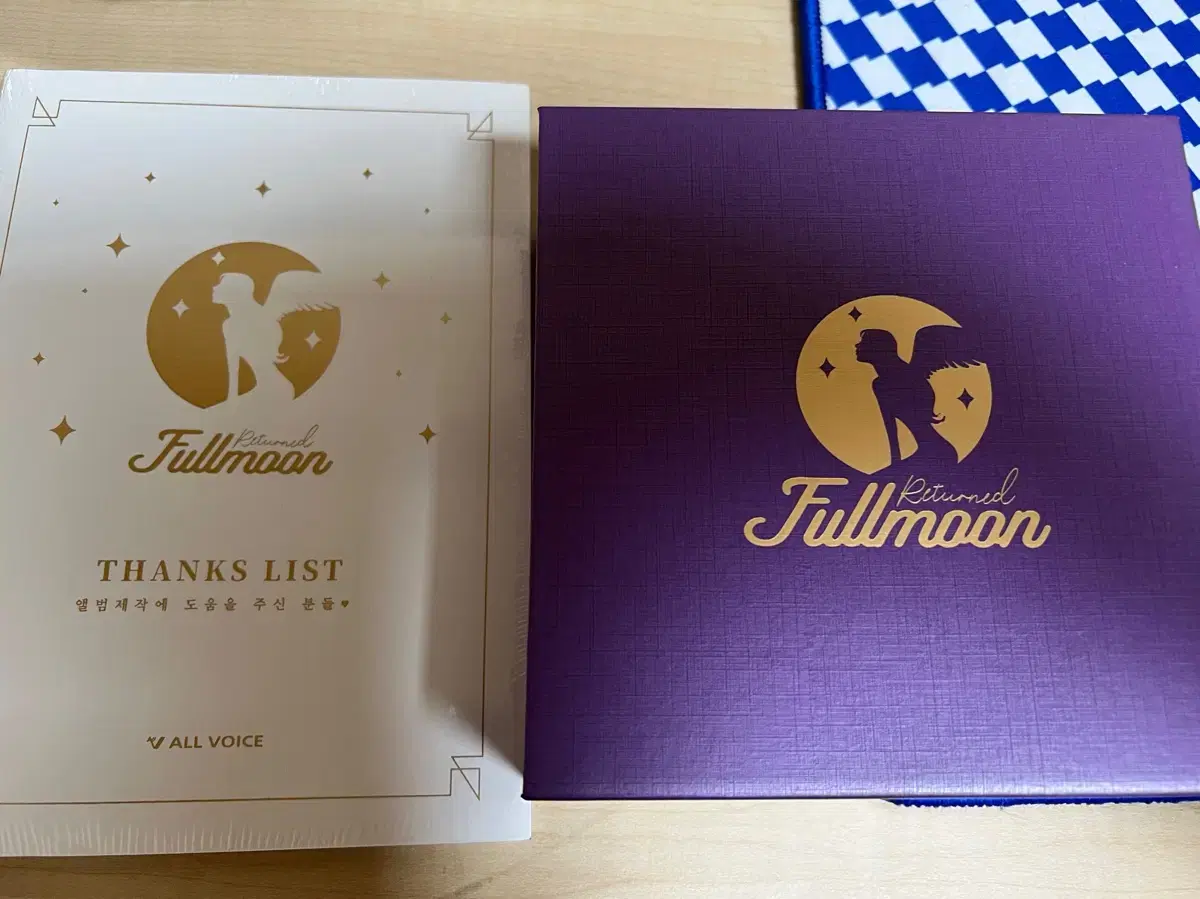 Returned
Fullmoon
THANKS LIST
앨범제작에 도움을 주신 분들♥
ALL VOICE
Returned
Fullmoon